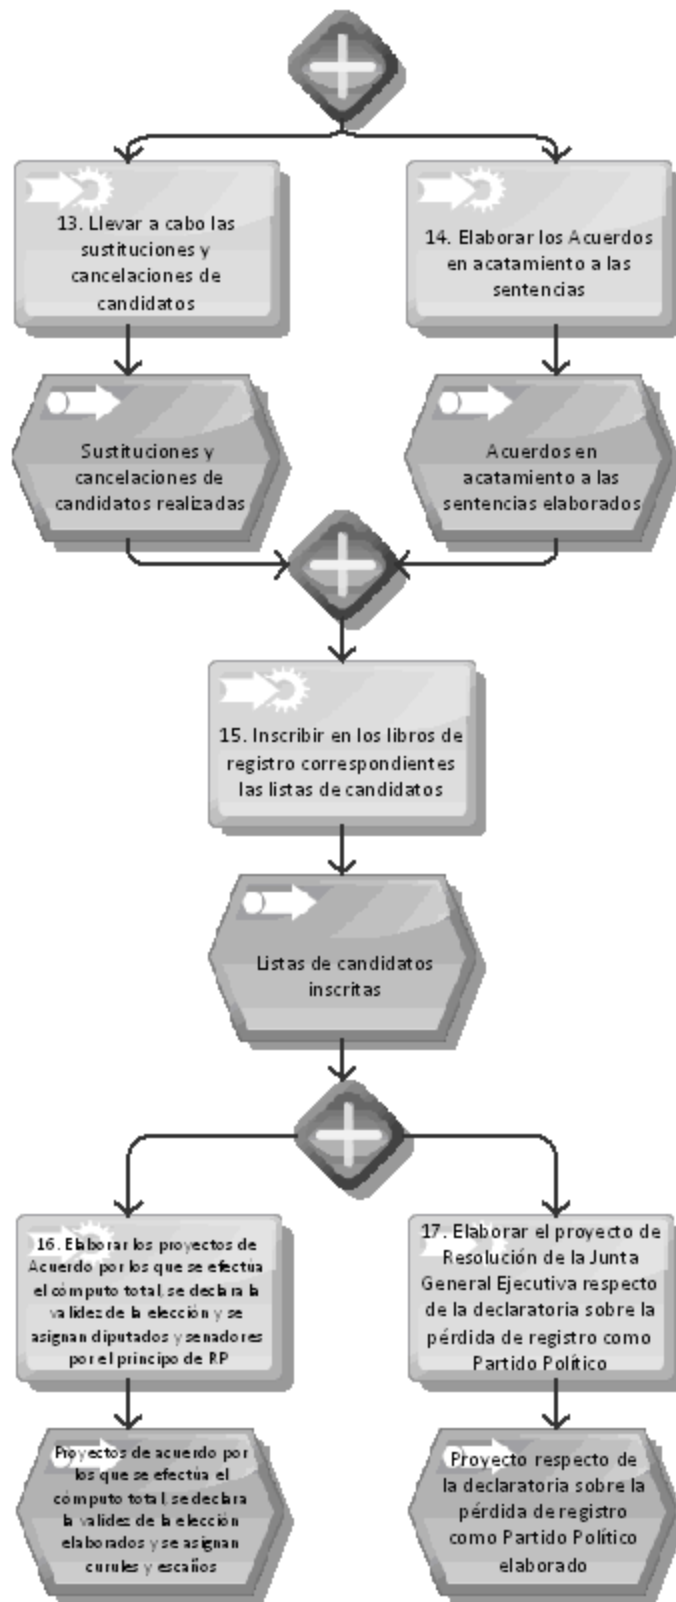 13. Llevar a cabo las
sustituciones y
cancelaciones de
candidatos
14. Elaborar los Acuerdos
en acatamiento a las
sentencias
Sustituciones y
cancelaciones de
candidatos realizadas
Acuerdos en
acatamiento a las
sentencias elaborados
15. Inscribir en los libros de
registro correspondientes
las listas de candidatos
Listas de candidatos
inscritas
16. Elaborar los proyectos de
Acuerdo por los que se efectúa
el cómputo total, se declara la
validez de la elección y se
asignan diputados y senadores
por el principo de RP
17. Elaborar el proyecto de
Resolución de la Junta
General Ejecutiva respecto
de la declaratoria sobre la
pérdida de registro como
Partido Político
Proyectos de acuerdo por
los que se efectúa el
cómputo total, se declara
la validez de la elección
elaborados y se asignan
curules y escaños
Proyecto respecto de
la declaratoria sobre la
pérdida de registro
como Partido Político
elaborado